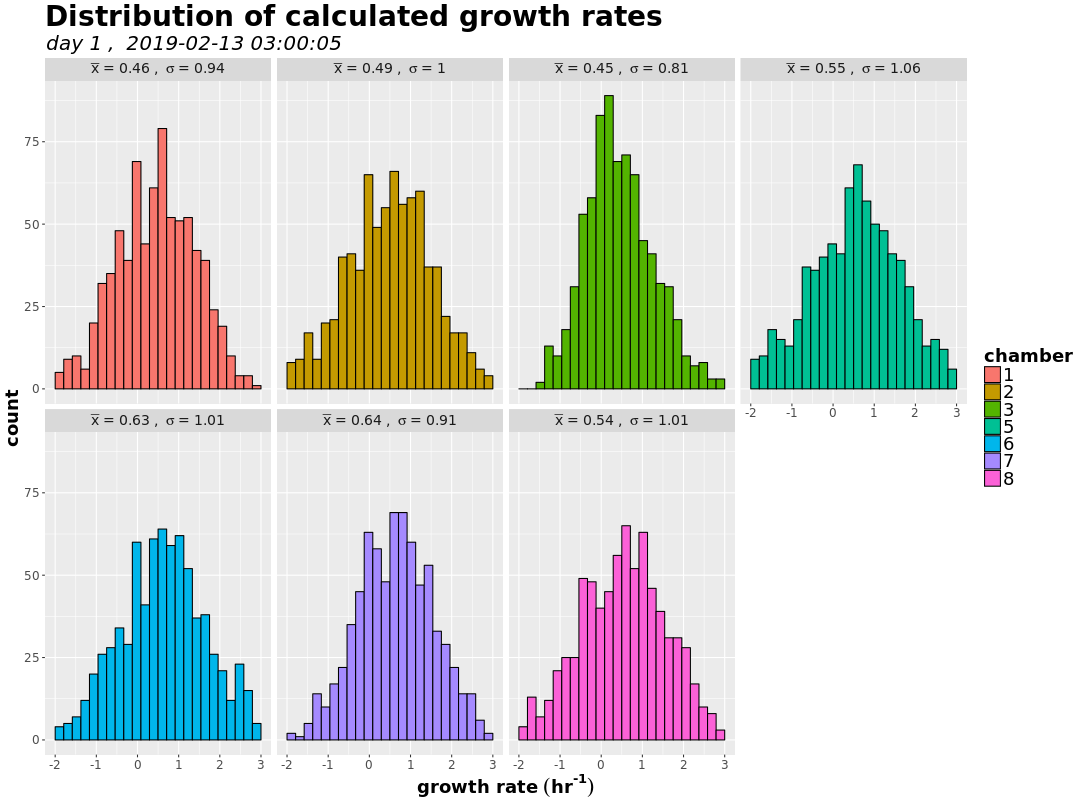 Distribution of calculated growth rates
day 1 ,  2019-02-13 03:00:05
x̅ = 0.46 ,  σ = 0.94
x̅ = 0.49 ,  σ = 1
x̅ = 0.45 ,  σ = 0.81
x̅ = 0.55 ,  σ = 1.06
75
50
25
0
-2 -1 0 1 2 3
x̅ = 0.63 ,  σ = 1.01
x̅ = 0.64 ,  σ = 0.91
x̅ = 0.54 ,  σ = 1.01
75
50
25
0
-2 -1 0 1 2 3
-2 -1 0 1 2 3
-2 -1 0 1 2 3
count
growth rate (hr⁻¹)
chamber
1
2
3
5
6
7
8